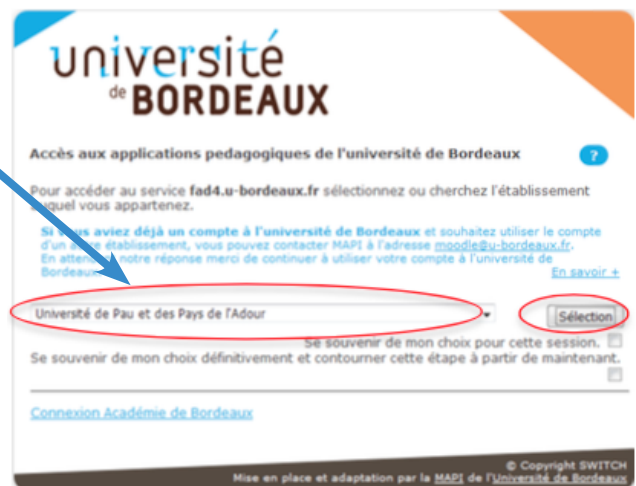 université
de BORDEAUX
Accès aux applications pedagogiques de l'université de Bordeaux
?
Pour accéder au service fad4.u-bordeaux.fr sélectionnez ou cherchez l'établissement
auquel vous appartenez.
Si vous aviez déjà un compte à l'université de Bordeaux et souhaitez utiliser le compte
d'un autre établissement, vous pouvez contacter MAPI à l'adresse moodle@u-bordeaux.fr.
En attendant notre réponse merci de continuer à utiliser votre compte à l'université de
Bordeaux
En savoir +
Université de Pau et des Pays de l'Adour
Sélection
Se souvenir de mon choix pour cette session.
Se souvenir de mon choix définitivement et contourner cette étape à partir de maintenant.
Connexion Académie de Bordeaux
© Copyright SWITCH
Mise en place et adaptation par la MAPI de l'Université de Bordeaux